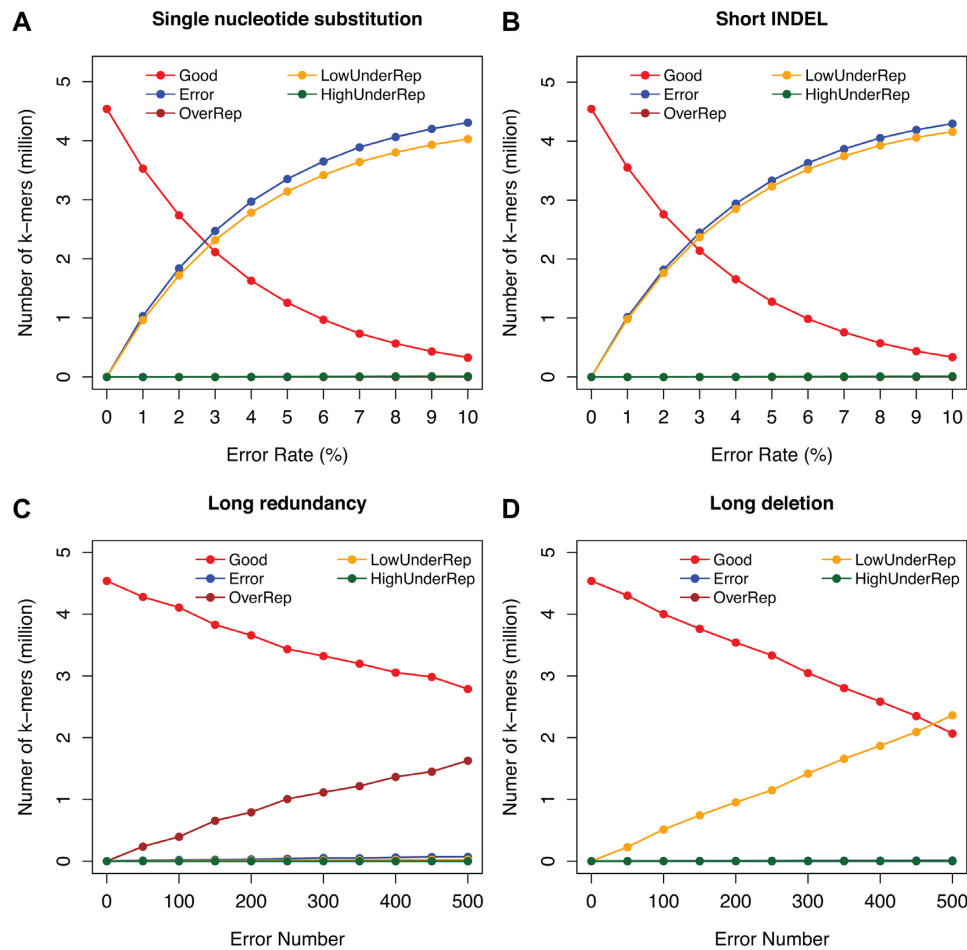 A
Single nucleotide substitution
Good
Error
OverRep
LowUnderRep
HighUnderRep
Number of k−mers (million)
5
4
3
2
1
0
0 1 2 3 4 5 6 7 8 9 10
Error Rate (%)
B
Short INDEL
Good
Error
OverRep
LowUnderRep
HighUnderRep
Number of k−mers (million)
5
4
3
2
1
0
0 1 2 3 4 5 6 7 8 9 10
Error Rate (%)
C
Long redundancy
Good
Error
OverRep
LowUnderRep
HighUnderRep
Numer of k−mers (million)
5
4
3
2
1
0
0 100 200 300 400 500
Error Number
D
Long deletion
Good
Error
OverRep
LowUnderRep
HighUnderRep
Numer of k−mers (million)
5
4
3
2
1
0
0 100 200 300 400 500
Error Number